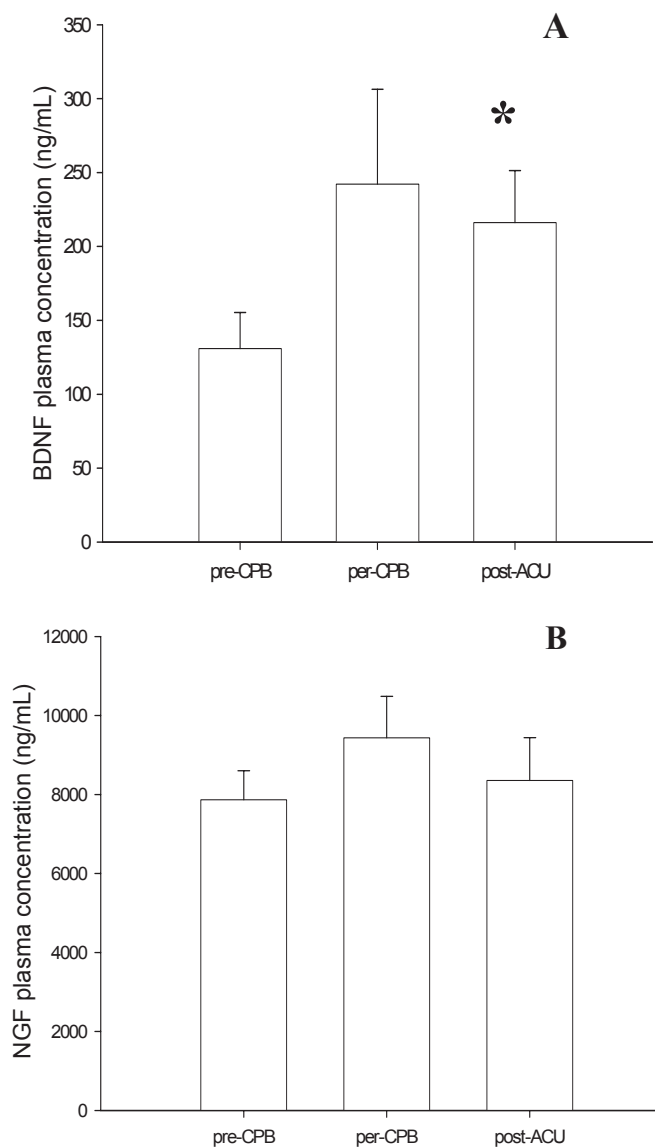 A
BDNF plasma concentration (ng/mL)
350
300
250
200
150
100
50
0
*
pre-CPB per-CPB post-ACU
B
NGF plasma concentration (ng/mL)
12000
10000
8000
6000
4000
2000
0
pre-CPB per-CPB post-ACU